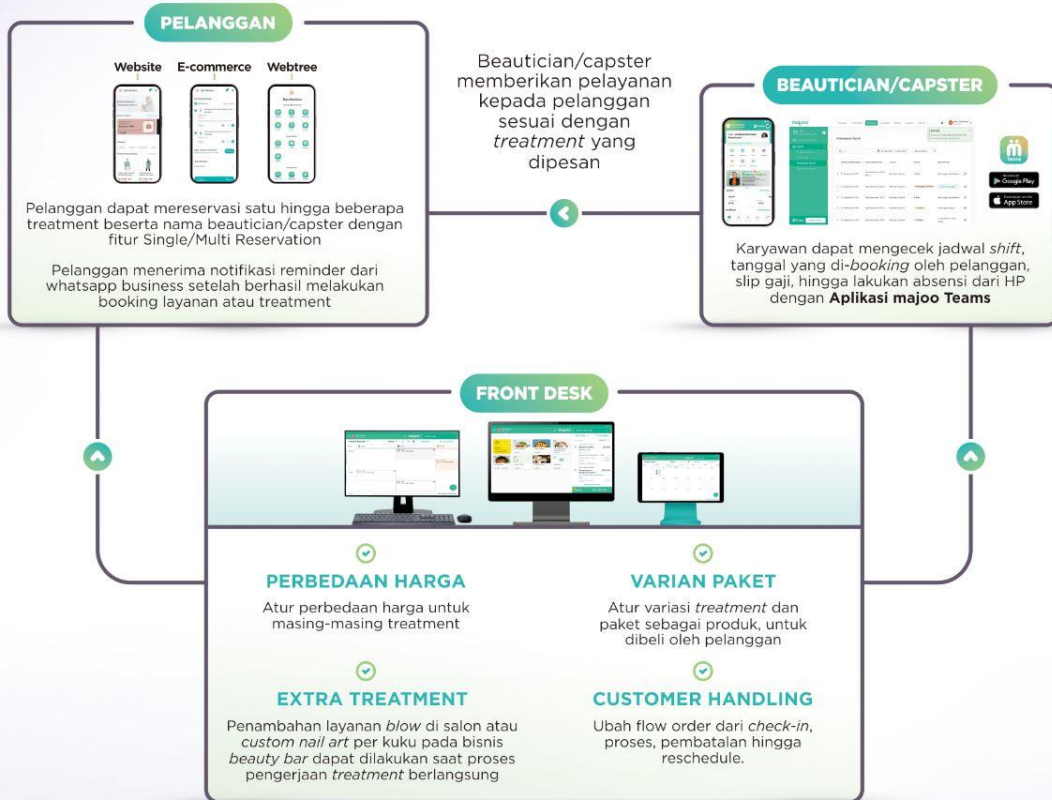 PELANGGAN
Website
E-commerce
Webtree
Pelanggan dapat mereservasi satu hingga beberapa
treatment beserta nama beautician/capster dengan
fitur Single/Multi Reservation
Pelanggan menerima notifikasi reminder dari
whatsapp business setelah berhasil melakukan
booking layanan atau treatment
Beautician/capster
memberikan pelayanan
kepada pelanggan
sesuai dengan
treatment yang
dipesan
BEAUTICIAN/CAPSTER
majoo
teams
Google Play
App Store
Karyawan dapat mengecek jadwal shift,
tanggal yang di-booking oleh pelanggan,
slip gaji, hingga lakukan absensi dari HP
dengan Aplikasi majoo Teams
FRONT DESK
PERBEDAAN HARGA
Atur perbedaan harga untuk
masing-masing treatment
VARIAN PAKET
Atur variasi treatment dan
paket sebagai produk, untuk
dibeli oleh pelanggan
EXTRA TREATMENT
Penambahan layanan blow di salon atau
custom nail art per kuku pada bisnis
beauty bar dapat dilakukan saat proses
pengerjaan treatment berlangsung
CUSTOMER HANDLING
Ubah flow order dari check-in,
proses, pembatalan hingga
reschedule.